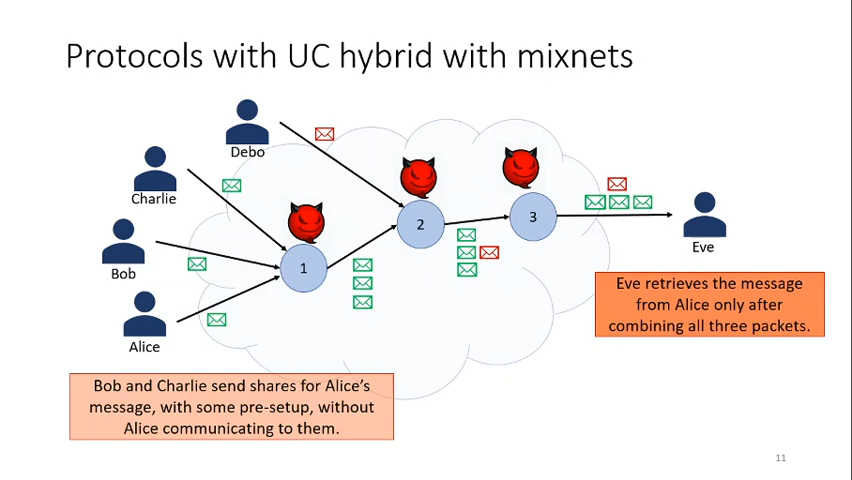 Protocols with UC hybrid with mixnets
Debo
Charlie
Bob
Alice
1
2
3
Eve
Eve retrieves the message
from Alice only after
combining all three packets.
Bob and Charlie send shares for Alice's
message, with some pre-setup, without
Alice communicating to them.
11